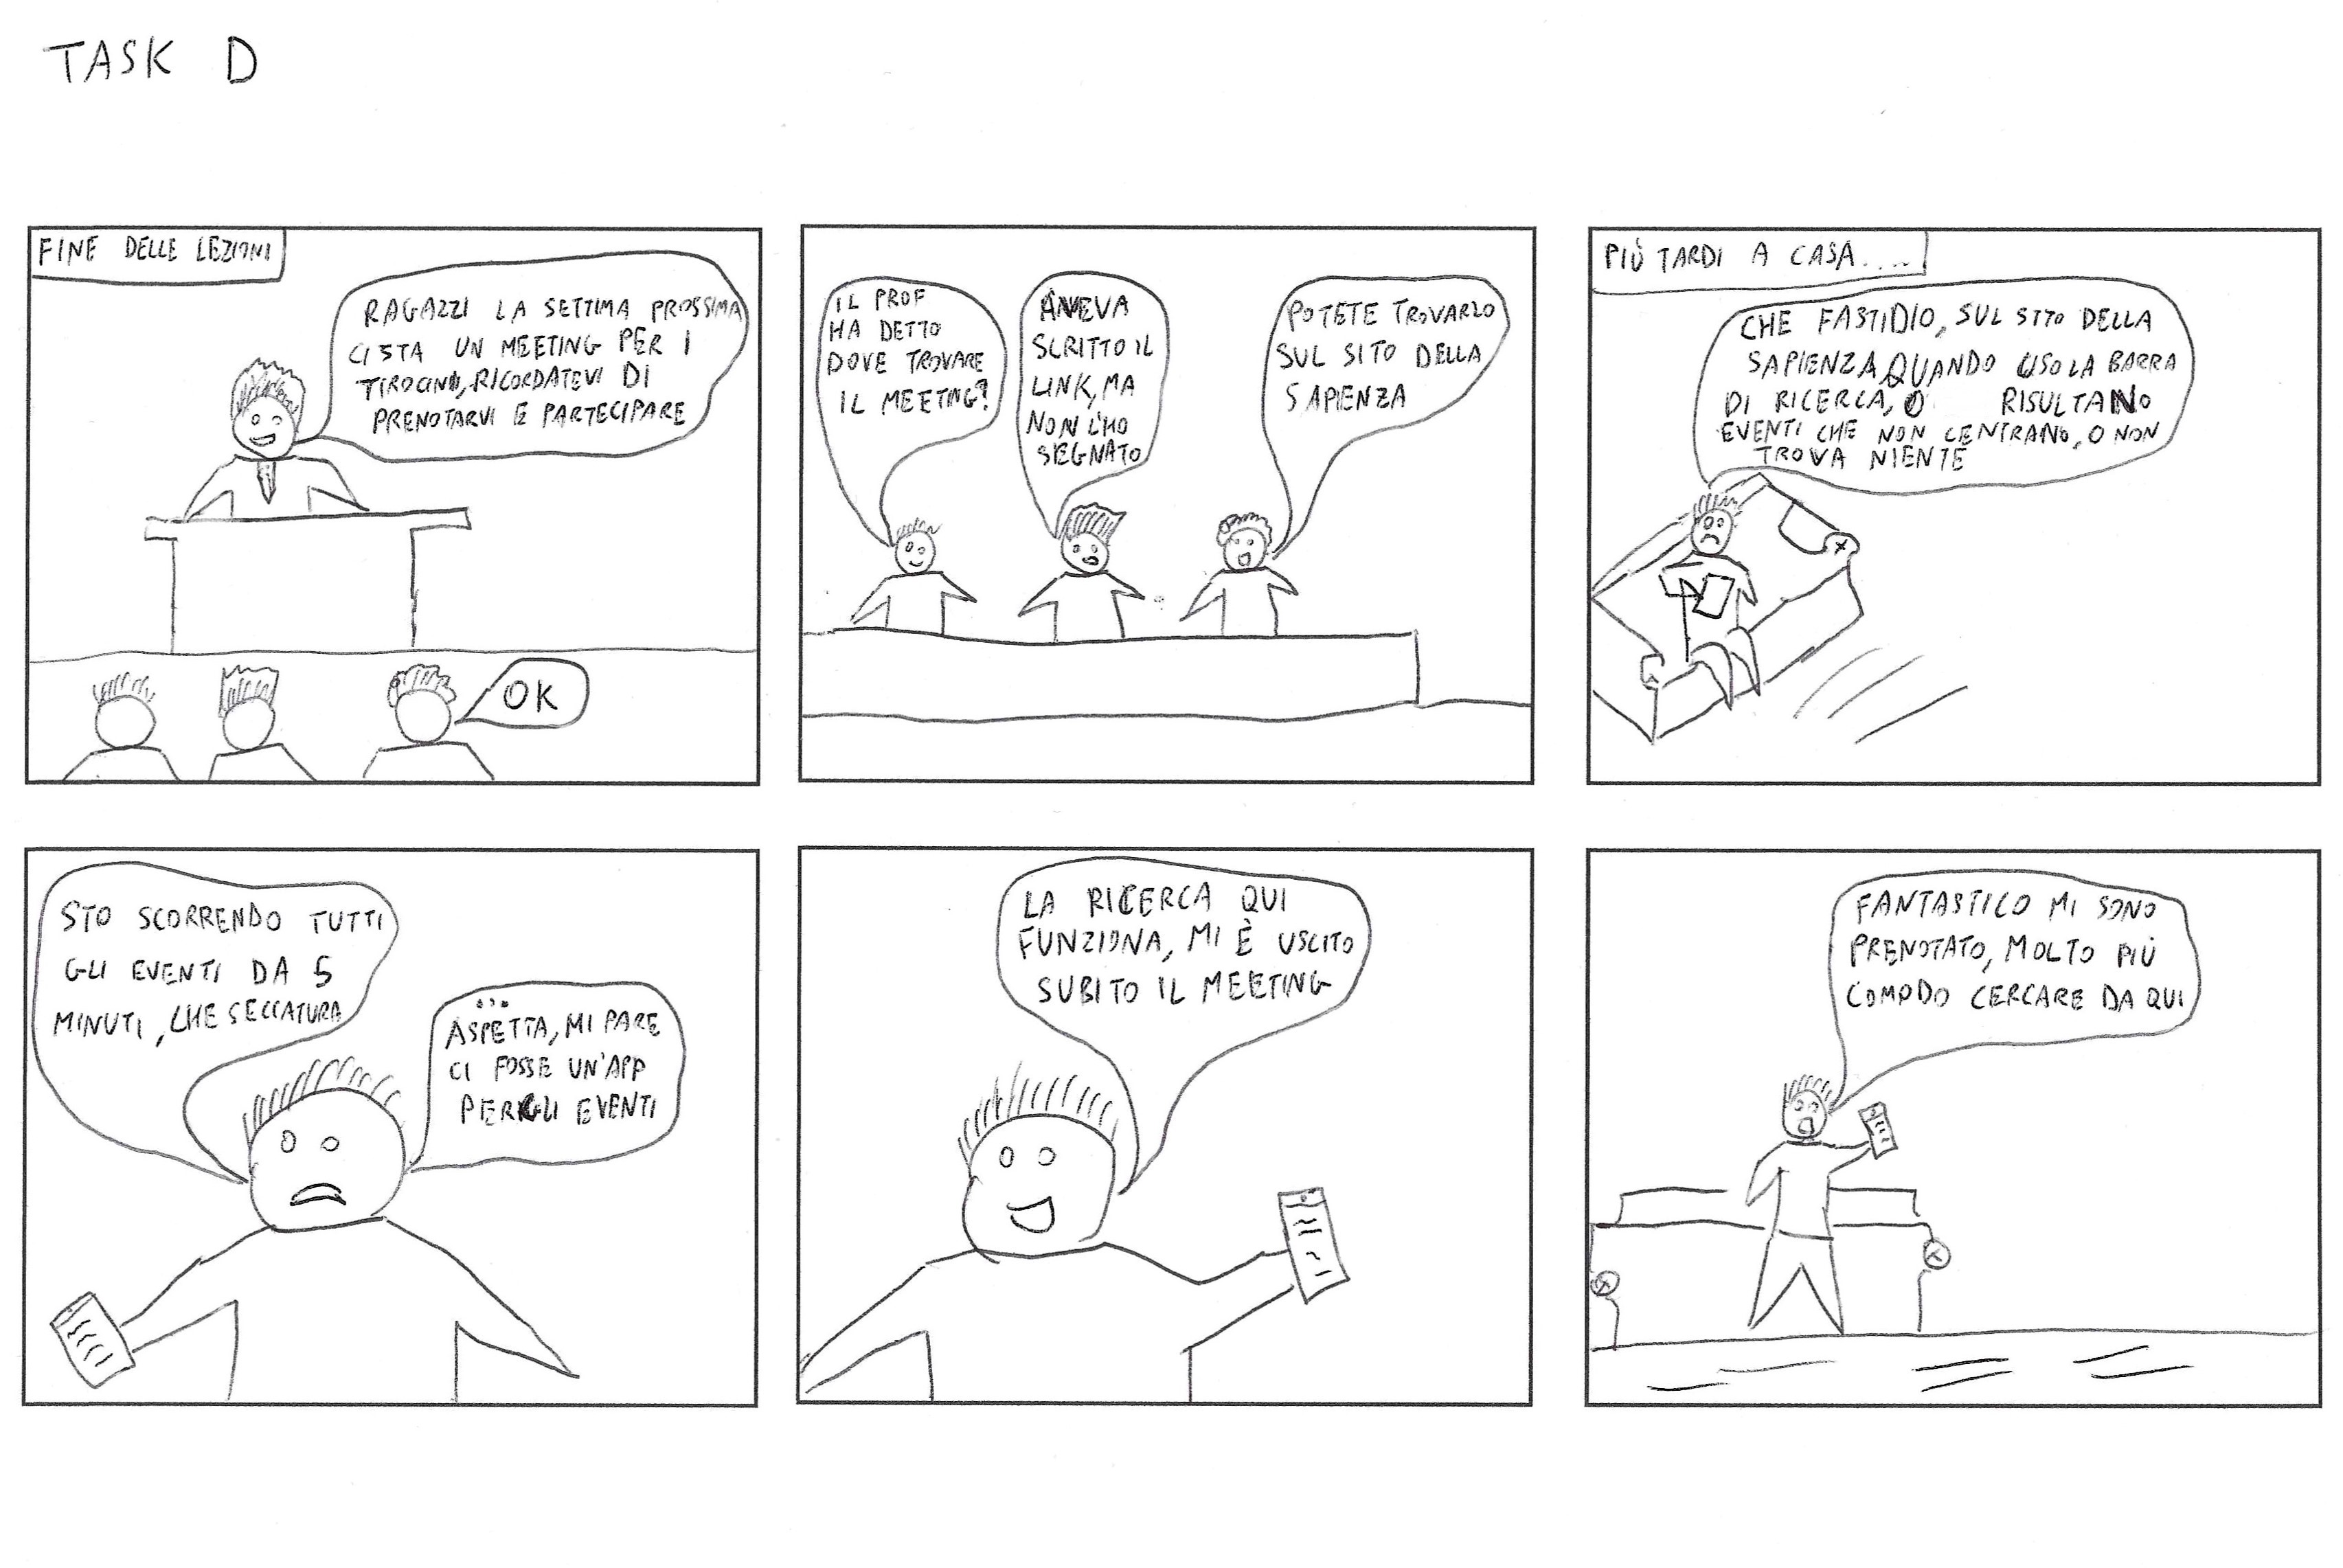 TASK D
FINE DELLE LEZIONI
RAGAZZI LA SETTIMA PROSSIMA
CI STA UN MEETING PER I
TIROCINI, RICORDATEVI DI
PRENOTARVI E PARTECIPARE
OK
IL PROF
HA DETTO
DOVE TROVARE
IL MEETING?
AVEVA
SCRITTO IL
LINK, MA
NON L'HO
SEGNATO
POTETE TROVARLO
SUL SITO DELLA
SAPIENZA
PIÙ TARDI A CASA....
CHE FASTIDIO, SUL SITO DELLA
SAPIENZA QUANDO USO LA BARRA
DI RICERCA, O RISULTANO
EVENTI CHE NON CENTRANO, O NON
TROVA NIENTE
STO SCORRENDO TUTTI
GLI EVENTI DA 5
MINUTI, CHE SECCATURA
...
ASPETTA, MI PARE
CI FOSSE UN'APP
PER GLI EVENTI
LA RICERCA QUI
FUNZIONA, MI È USCITO
SUBITO IL MEETING
FANTASTICO MI SONO
PRENOTATO, MOLTO PIÙ
COMODO CERCARE DA QUI